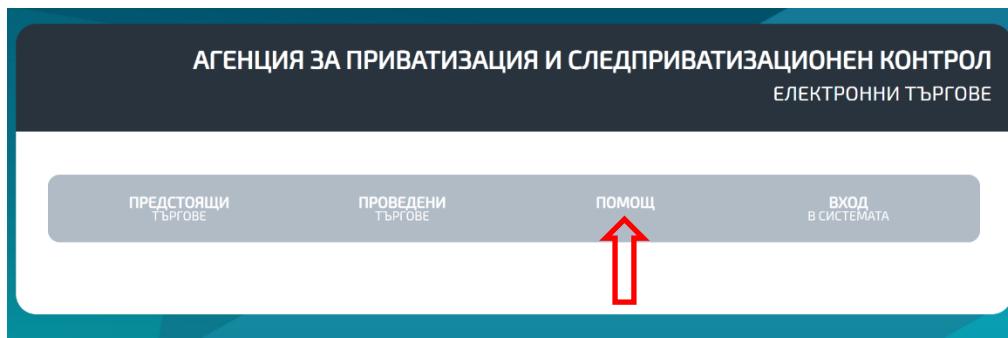 АГЕНЦИЯ ЗА ПРИВАТИЗАЦИЯ И СЛЕДПРИВАТИЗАЦИОНЕН КОНТРОЛ
ЕЛЕКТРОННИ ТЪРГОВЕ
ПРЕДСТОЯЩИ
ТЪРГОВЕ
ПРОВЕДЕНИ
ТЪРГОВЕ
ПОМОЩ
ВХОД
В СИСТЕМАТА